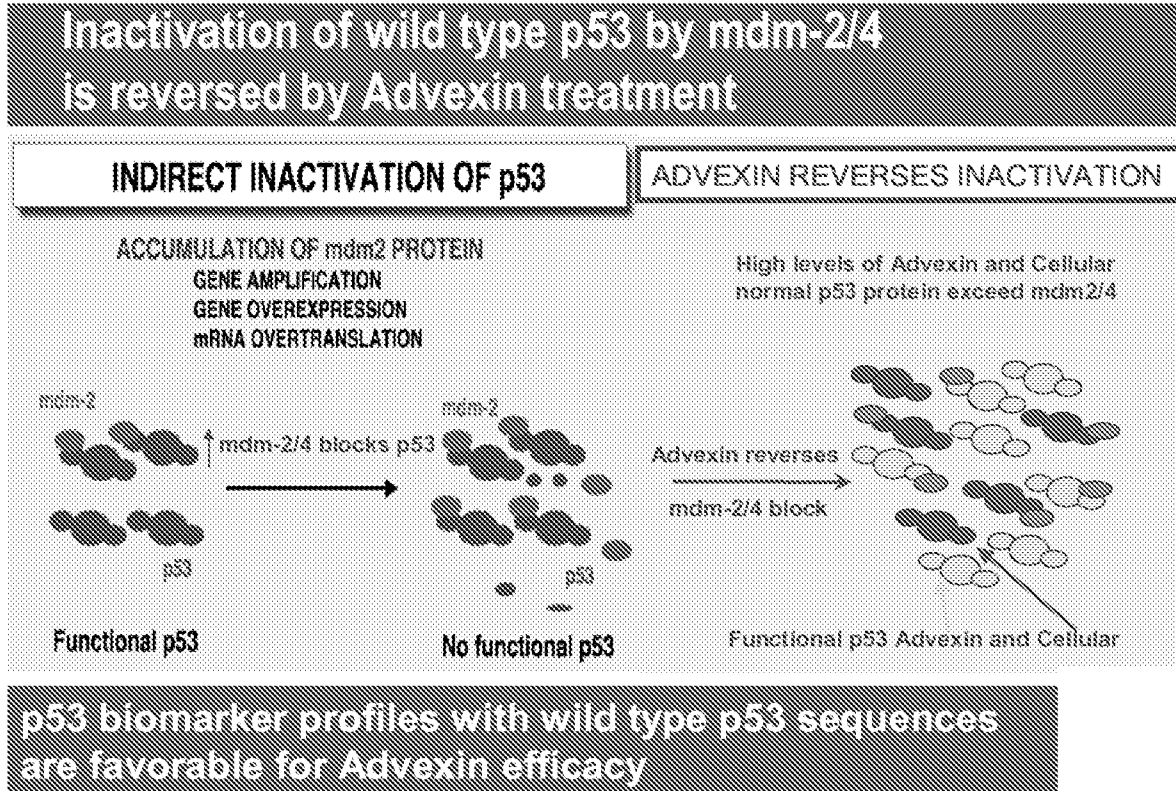 Inactivation of wild type p53 by mdm-2/4
is reversed by Advexin treatment
INDIRECT INACTIVATION OF p53
ADVEXIN REVERSES INACTIVATION
ACCUMULATION OF mdm2 PROTEIN
GENE AMPLIFICATION
GENE OVEREXPRESSION
mRNA OVERTRANSLATION
High levels of Advexin and Cellular
normal p53 protein exceed mdm2/4
mdm-2
mdm-2/4 blocks p53
mdm-2
Advexin reverses
mdm-2/4 block
p53
p53
Functional p53
No functional p53
Functional p53 Advexin and Cellular
p53 biomarker profiles with wild type p53 sequences
are favorable for Advexin efficacy